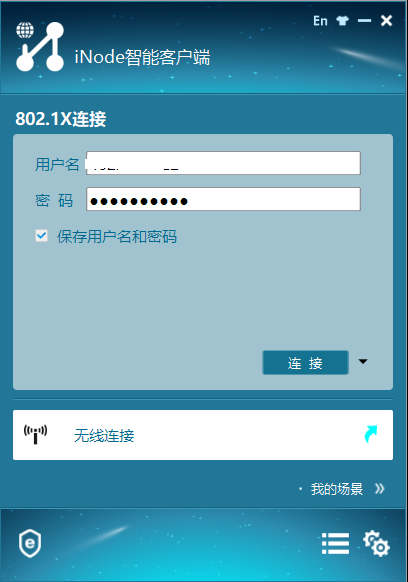 En
iNode智能客户端
802.1X连接
用户名
密 码
保存用户名和密码
连 接
无线连接
· 我的场景 »